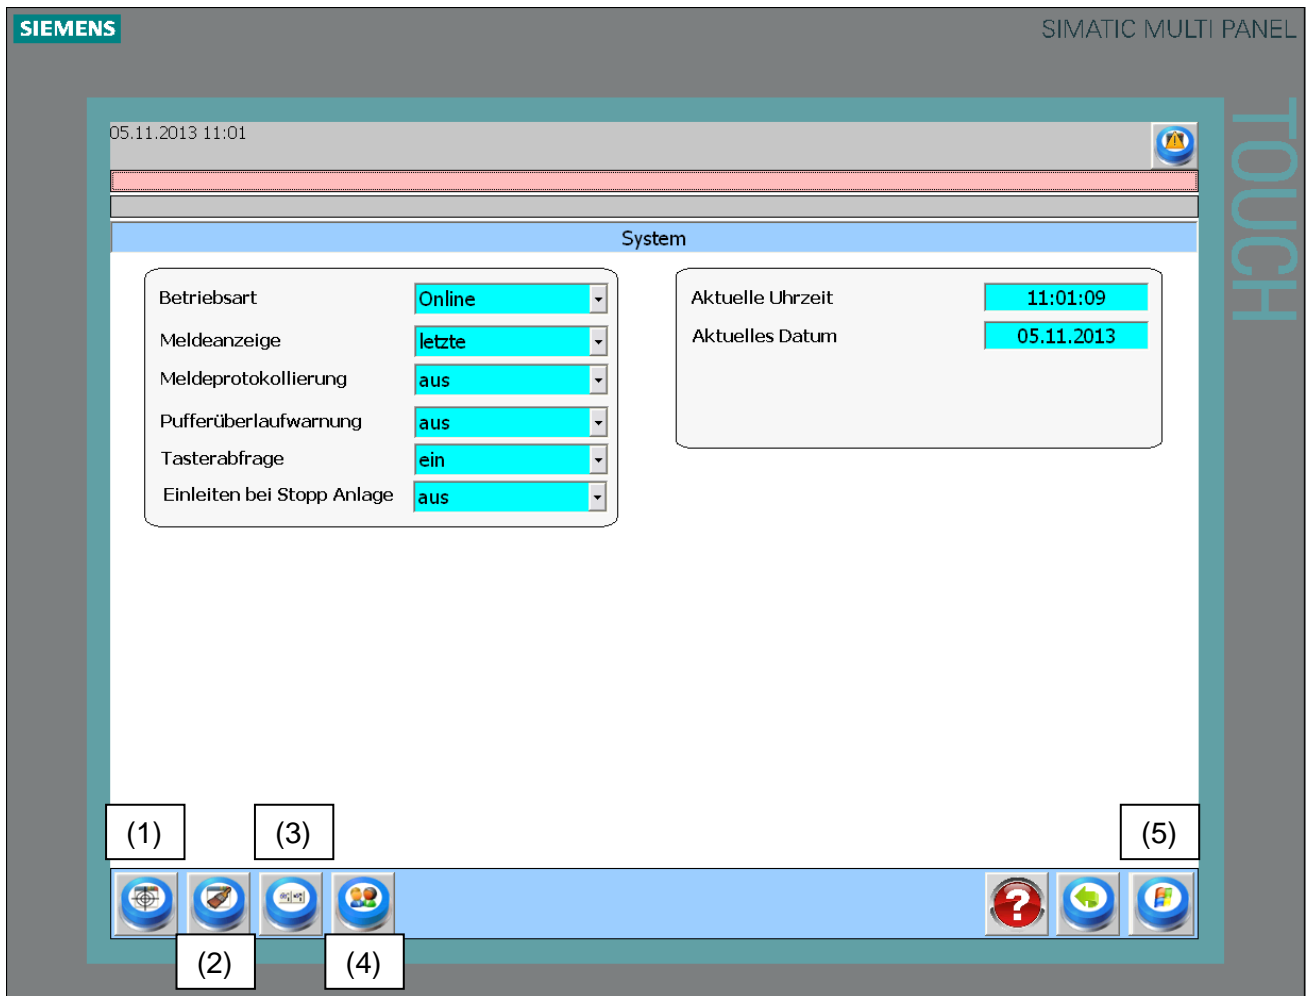 SIEMENS
SIMATIC MULTI PANEL
TOUCH
05.11.2013 11:01
System
Betriebsart Online
Meldeanzeige letzte
Meldeprotokollierung aus
Pufferüberlaufwarnung aus
Tasterabfrage ein
Einleiten bei Stopp Anlage aus
Aktuelle Uhrzeit 11:01:09
Aktuelles Datum 05.11.2013
(1) (3) (5)
?
(2) (4)